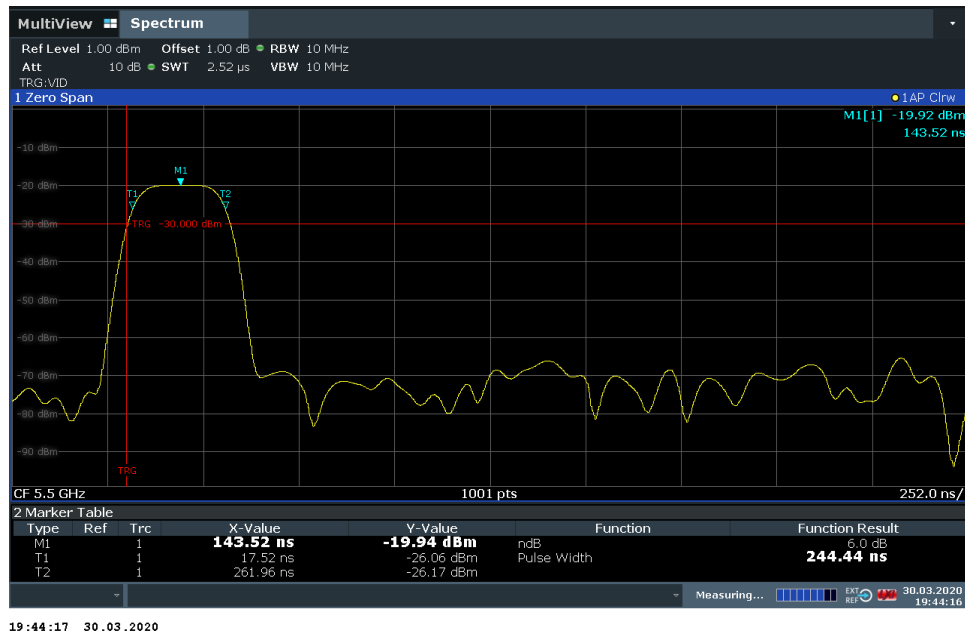 MultiView Spectrum
Ref Level 1.00 dBm Offset 1.00 dB RBW 10 MHz
Att 10 dB SWT 2.52 µs VBW 10 MHz
TRG:VID
1 Zero Span 1AP Clrw
M1[1] -19.92 dBm
143.52 ns
-10 dBm
M1
-20 dBm
T1 T2
-30 dBm TRG -30.000 dBm
-40 dBm
-50 dBm
-60 dBm
-70 dBm
-80 dBm
-90 dBm
TRG
CF 5.5 GHz 1001 pts 252.0 ns/
2 Marker Table
Type Ref Trc X-Value Y-Value Function Function Result
M1 1 143.52 ns -19.94 dBm ndB 6.0 dB
T1 1 17.52 ns -26.06 dBm Pulse Width 244.44 ns
T2 1 261.96 ns -26.17 dBm
Measuring... EXT REF 30.03.2020
19:44:16
19:44:17 30.03.2020